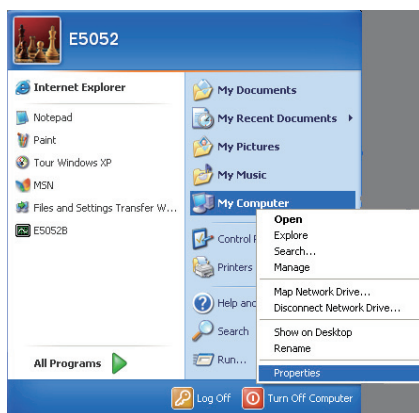 E5052
Internet Explorer
Notepad
Paint
Tour Windows XP
MSN
Files and Settings Transfer W...
E5052B
All Programs
My Documents
My Recent Documents
My Pictures
My Music
My Computer
Control
Printers
Help and
Search
Run...
Open
Explore
Search...
Manage
Map Network Drive...
Disconnect Network Drive...
Show on Desktop
Rename
Properties
Log Off
Turn Off Computer